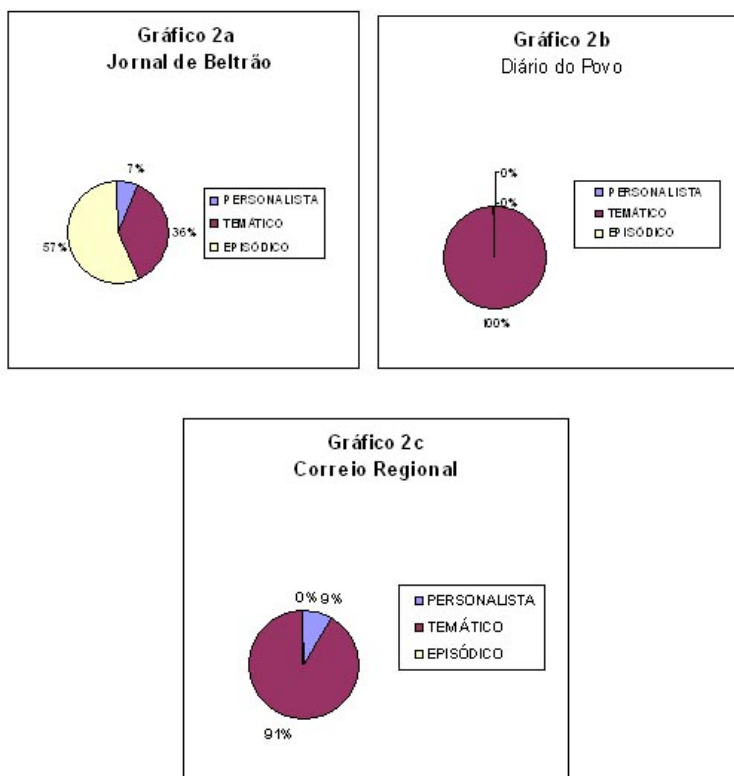 Gráfico 2a
Jornal de Beltrão
7%
36%
57%
PERSONALISTA
TEMÁTICO
EPISÓDICO
Gráfico 2b
Diário do Povo
0%
0%
100%
PERSONALISTA
TEMÁTICO
EPISÓDICO
Gráfico 2c
Correio Regional
0% 9%
91%
PERSONALISTA
TEMÁTICO
EPISÓDICO